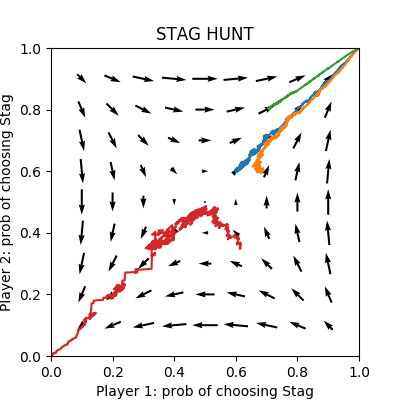 STAG HUNT
Player 2: prob of choosing Stag
1.0
0.8
0.6
0.4
0.2
0.0
0.0 0.2 0.4 0.6 0.8 1.0
Player 1: prob of choosing Stag